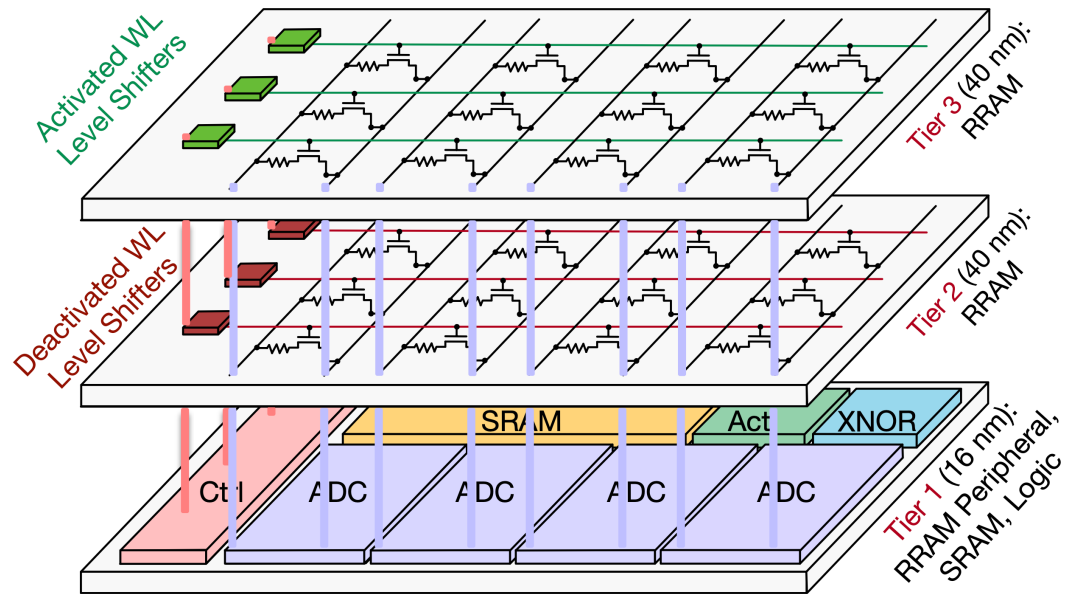 Activated WL
Level Shifters
Tier 3 (40 nm):
RRAM
Deactivated WL
Level Shifters
Tier 2 (40 nm):
RRAM
SRAM
Act
XNOR
Ctrl
ADC
ADC
ADC
ADC
Tier 1 (16 nm):
RRAM Peripheral,
SRAM, Logic